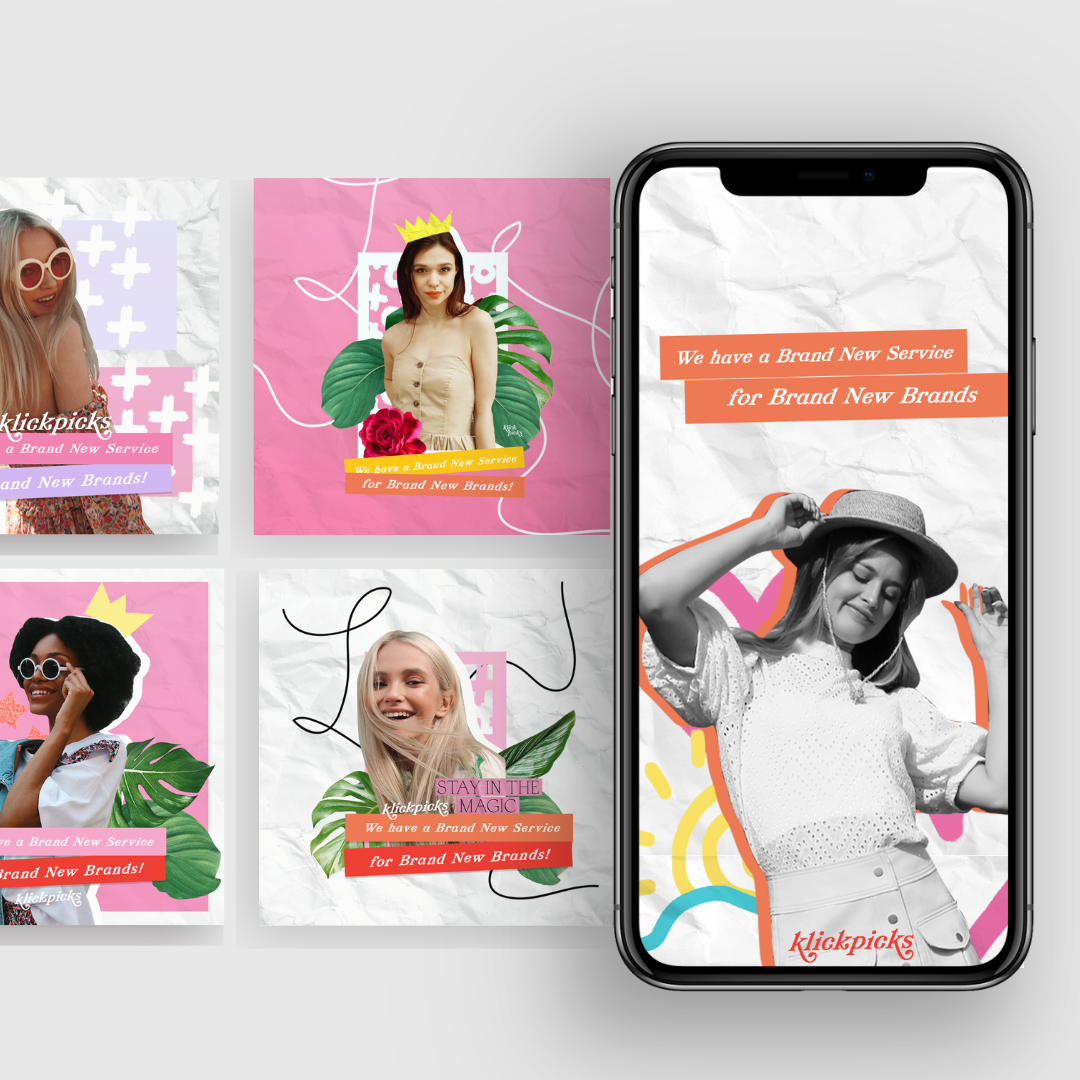 klickpicks
a Brand New Service
and New Brands!
We have a Brand New Service
for Brand New Brands!
klick
picks
We have a Brand New Service
for Brand New Brands
klickpicks
ve a Brand New Service
Brand New Brands!
klickpicks
STAY IN THE
MAGIC
klickpicks
We have a Brand New Service
for Brand New Brands!